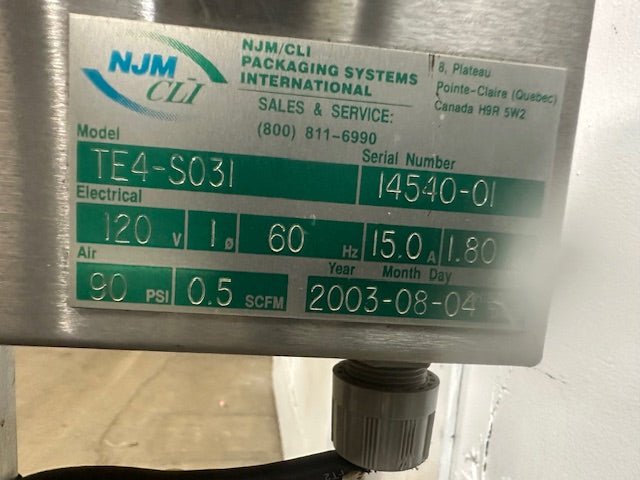 NJM
CLI
NJM/CLI
PACKAGING SYSTEMS
INTERNATIONAL
8, Plateau
Pointe-Claire (Quebec)
Canada H9R 5W2
SALES & SERVICE:
(800) 811-6990
Model
TE4-S031
Serial Number
14540-01
Electrical
120 V 1 ø 60 Hz 15.0 A 1.80
Air
90 PSI 0.5 SCFM
Year Month Day
2003-08-04